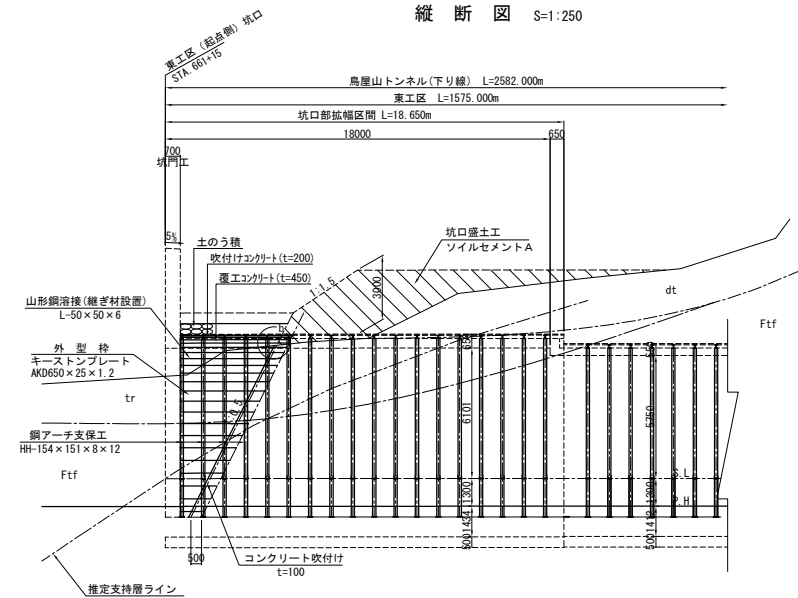 縦断図 S=1:250
東工区(起点側)坑口
STA.661+15
鳥屋山トンネル(下り線) L=2582.000m
東工区 L=1575.000m
坑口部拡幅区間 L=18.650m
18000
650
700
坑門工
5%
土のう積
吹付けコンクリート(t=200)
覆工コンクリート(t=450)
坑口盛土工
ソイルセメントA
1:1.5
3000
山形鋼溶接(継ぎ材設置)
L-50×50×6
外型枠
キーストンプレート
AKD650×25×1.2
tr
鋼アーチ支保工
HH-154×151×8×12
Ftf
dt
Ftf
b
1:0.5
650
6101
1300
1434
500
550
5750
1300
1412
500
S.L
P.H
500
コンクリート吹付け
t=100
推定支持層ライン